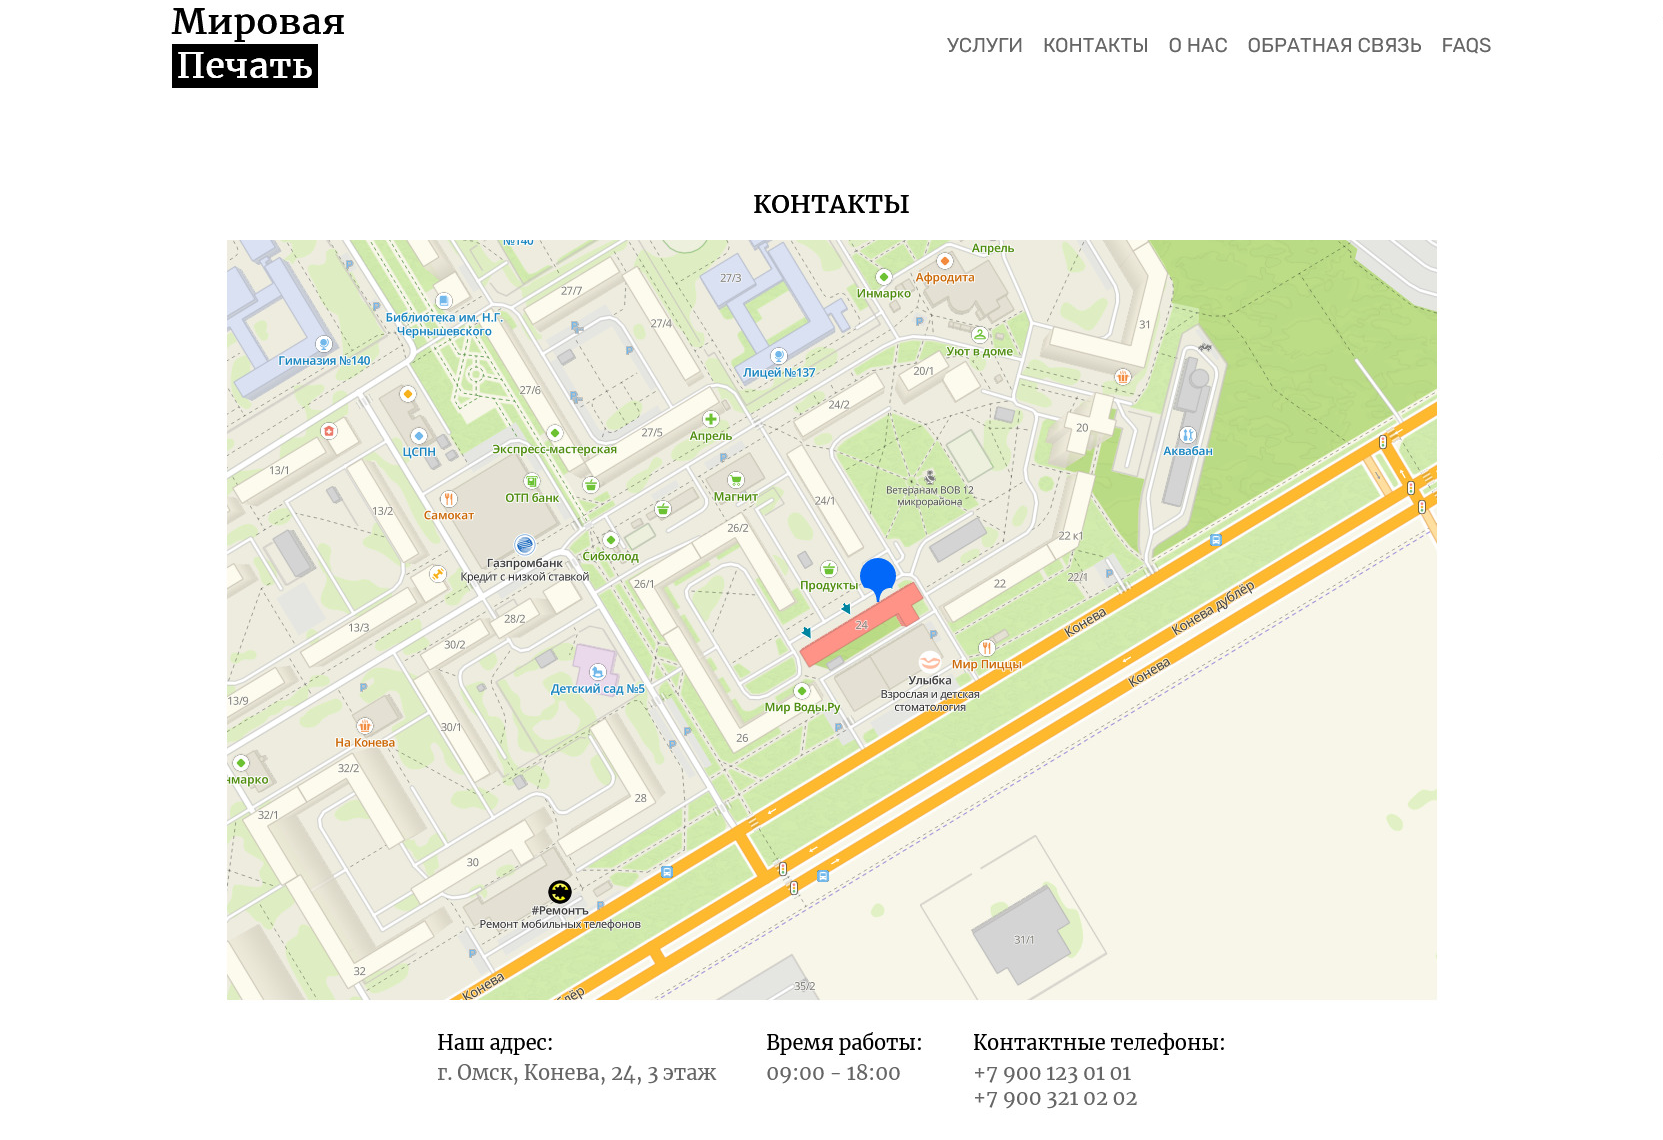 Мировая
Печать
УСЛУГИ КОНТАКТЫ О НАС ОБРАТНАЯ СВЯЗЬ FAQS
КОНТАКТЫ
№140
Апрель
Афродита
27/3
27/7
Инмарко
Библиотека им. Н.Г.
Чернышевского
27/4
31
Гимназия №140
Уют в доме
Лицей №137
20/1
27/6
24/2
20
27/5
Апрель
Экспресс-мастерская
ЦСПН
Аквабан
13/1
Ветеранам ВОВ 12
микрорайона
ОТП банк
Магнит
24/1
13/2
Самокат
26/2
22 к1
Сибхолод
Газпромбанк
Кредит с низкой ставкой
26/1
Продукты
22
22/1
Конева дублёр
28/2
24
Конева
13/3
30/2
Мир Пиццы
Конева
Улыбка
Взрослая и детская
стоматология
Детский сад №5
13/9
Мир Воды.Ру
30/1
26
На Конева
32/2
нмарко
28
32/1
30
#Ремонтъ
Ремонт мобильных телефонов
31/1
32
Конева
35/2
лёр
Наш адрес:
г. Омск, Конева, 24, 3 этаж
Время работы:
09:00 - 18:00
Контактные телефоны:
+7 900 123 01 01
+7 900 321 02 02